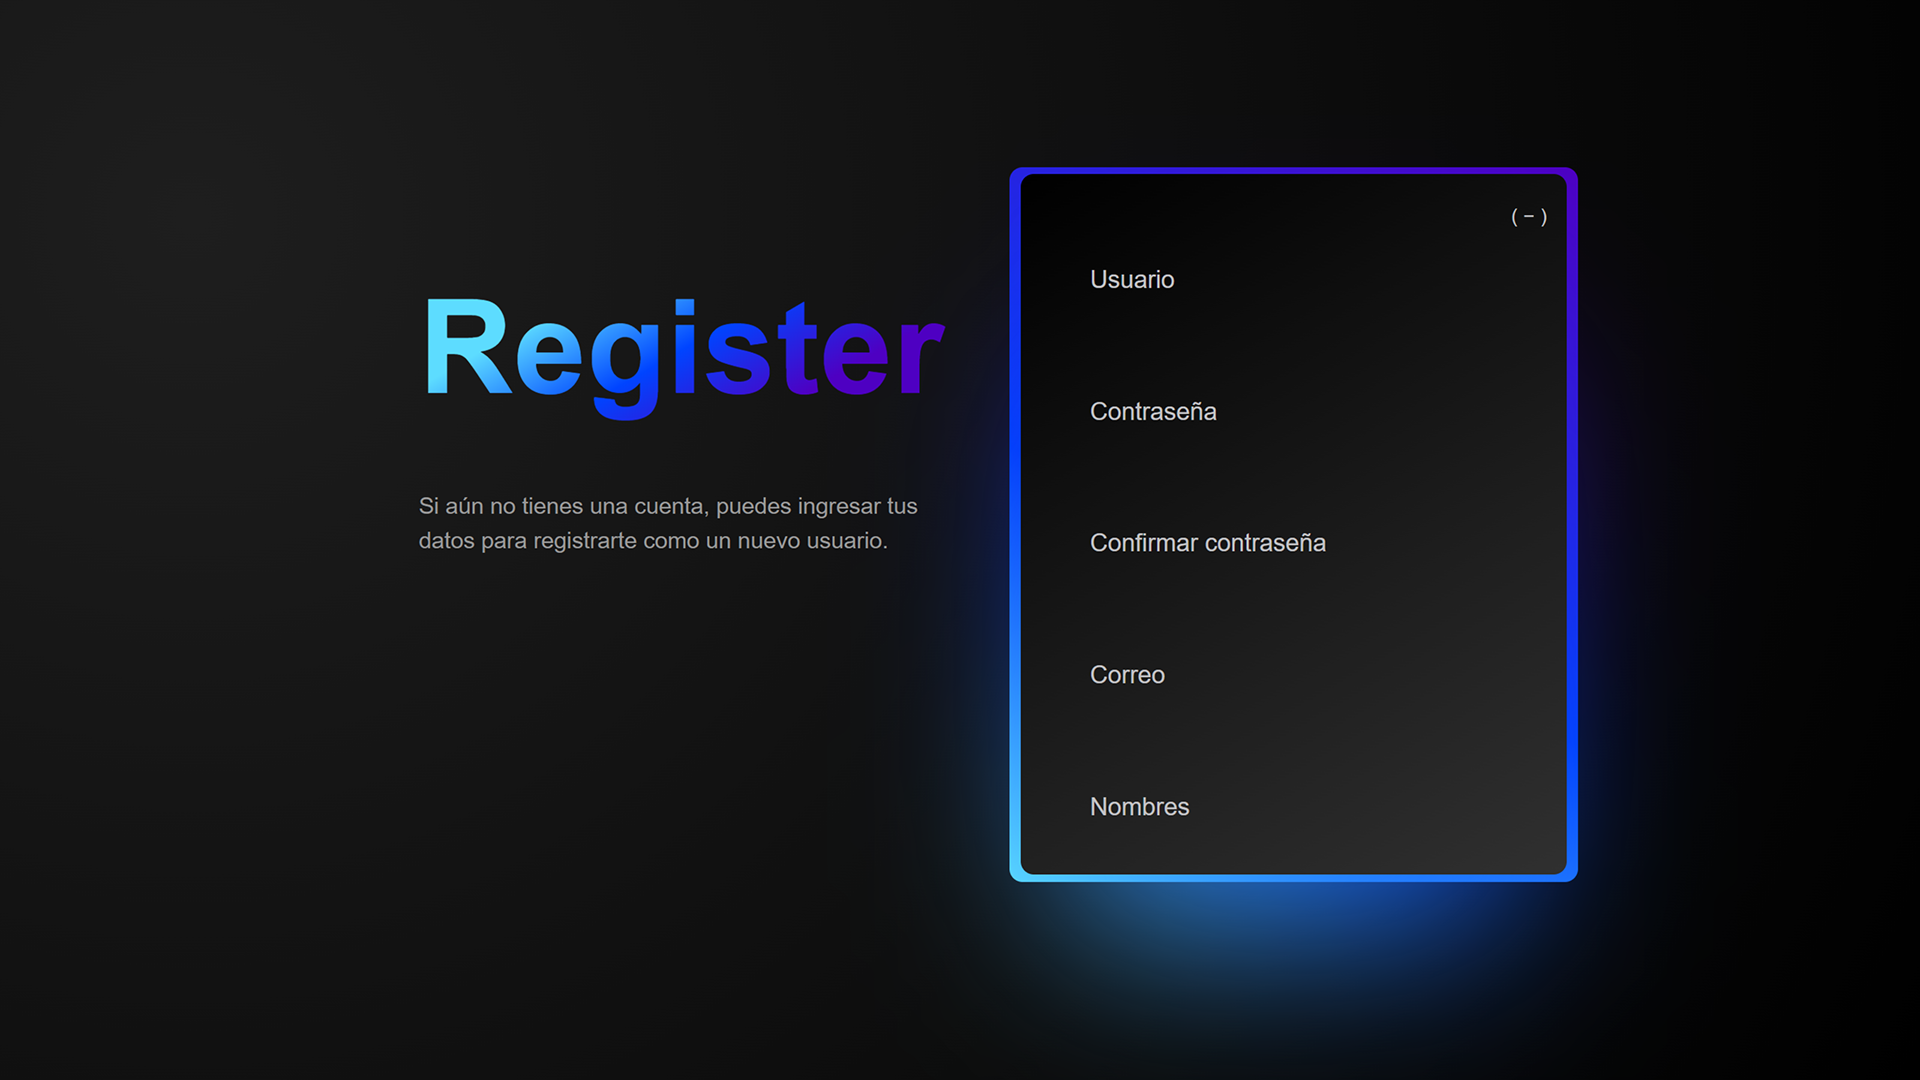 Register
Si aún no tienes una cuenta, puedes ingresar tus
datos para registrarte como un nuevo usuario.
(-)
Usuario
Contraseña
Confirmar contraseña
Correo
Nombres